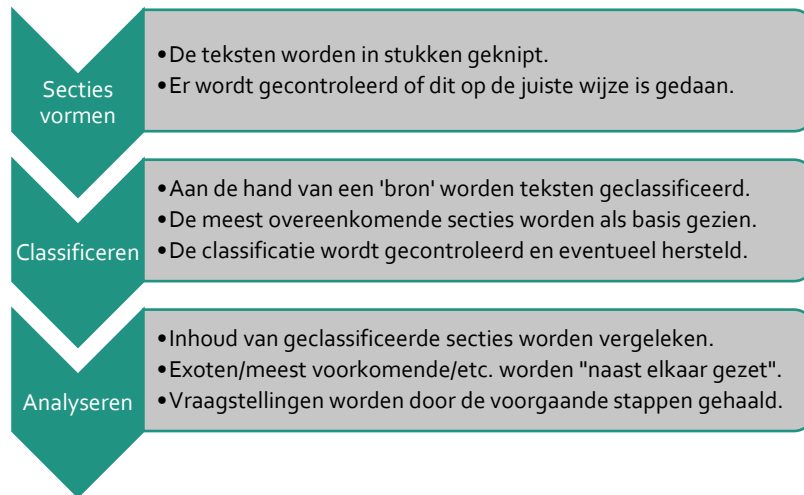 Secties
vormen
•De teksten worden in stukken geknipt.
•Er wordt gecontroleerd of dit op de juiste wijze is gedaan.
Classificeren
•Aan de hand van een 'bron' worden teksten geclassificeerd.
•De meest overeenkomende secties worden als basis gezien.
•De classificatie wordt gecontroleerd en eventueel hersteld.
Analyseren
•Inhoud van geclassificeerde secties worden vergeleken.
•Exoten/meest voorkomende/etc. worden "naast elkaar gezet".
•Vraagstellingen worden door de voorgaande stappen gehaald.